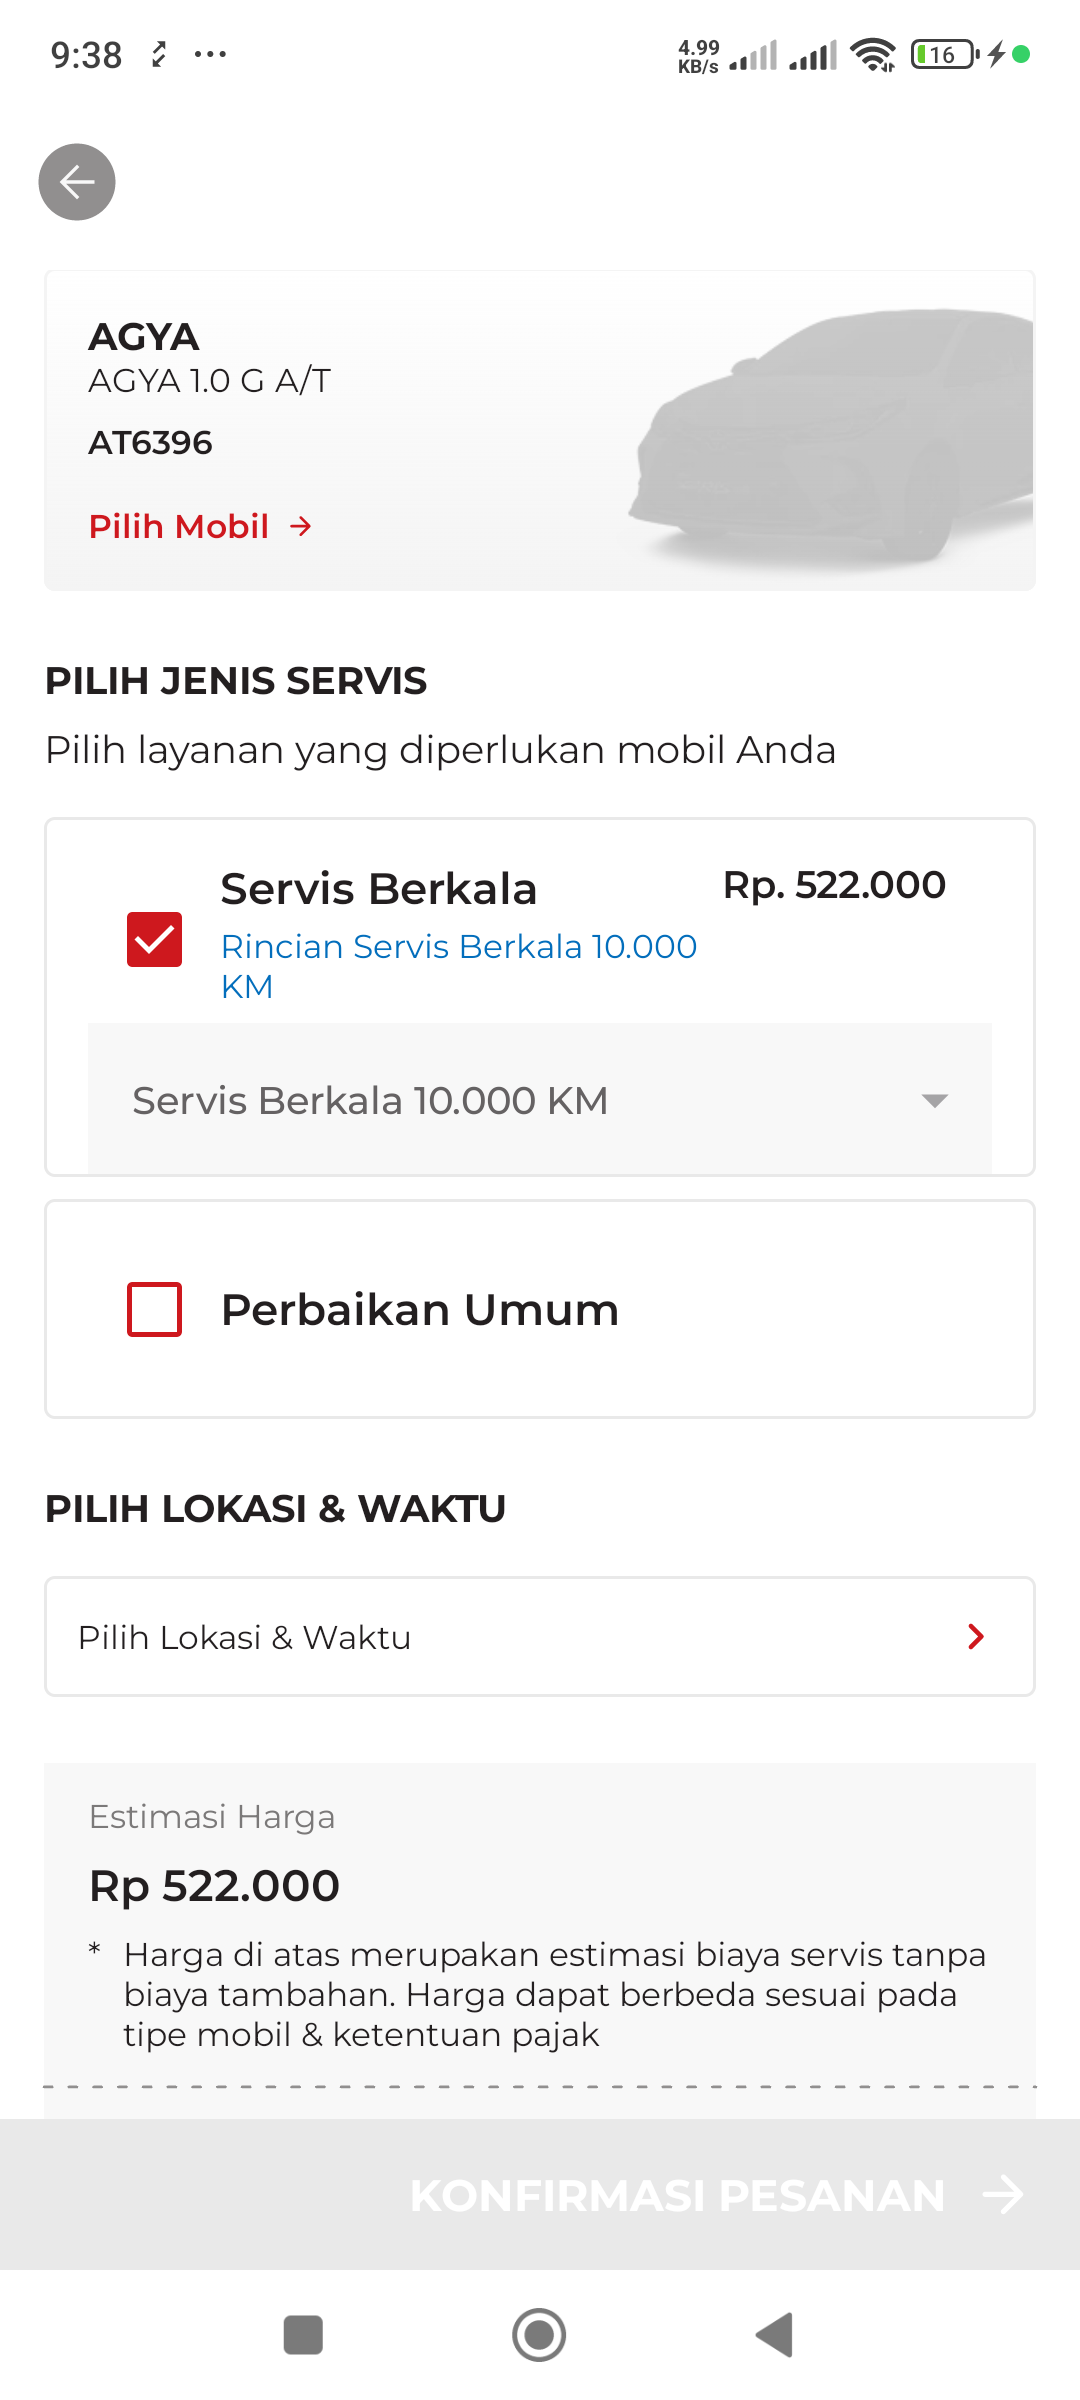 9:38
4.99
KB/s
16
AGYA
AGYA 1.0 G A/T
AT6396
Pilih Mobil
PILIH JENIS SERVIS
Pilih layanan yang diperlukan mobil Anda
Servis Berkala
Rp. 522.000
Rincian Servis Berkala 10.000
KM
Servis Berkala 10.000 KM
Perbaikan Umum
PILIH LOKASI & WAKTU
Pilih Lokasi & Waktu
Estimasi Harga
Rp 522.000
* Harga di atas merupakan estimasi biaya servis tanpa
biaya tambahan. Harga dapat berbeda sesuai pada
tipe mobil & ketentuan pajak
KONFIRMASI PESANAN